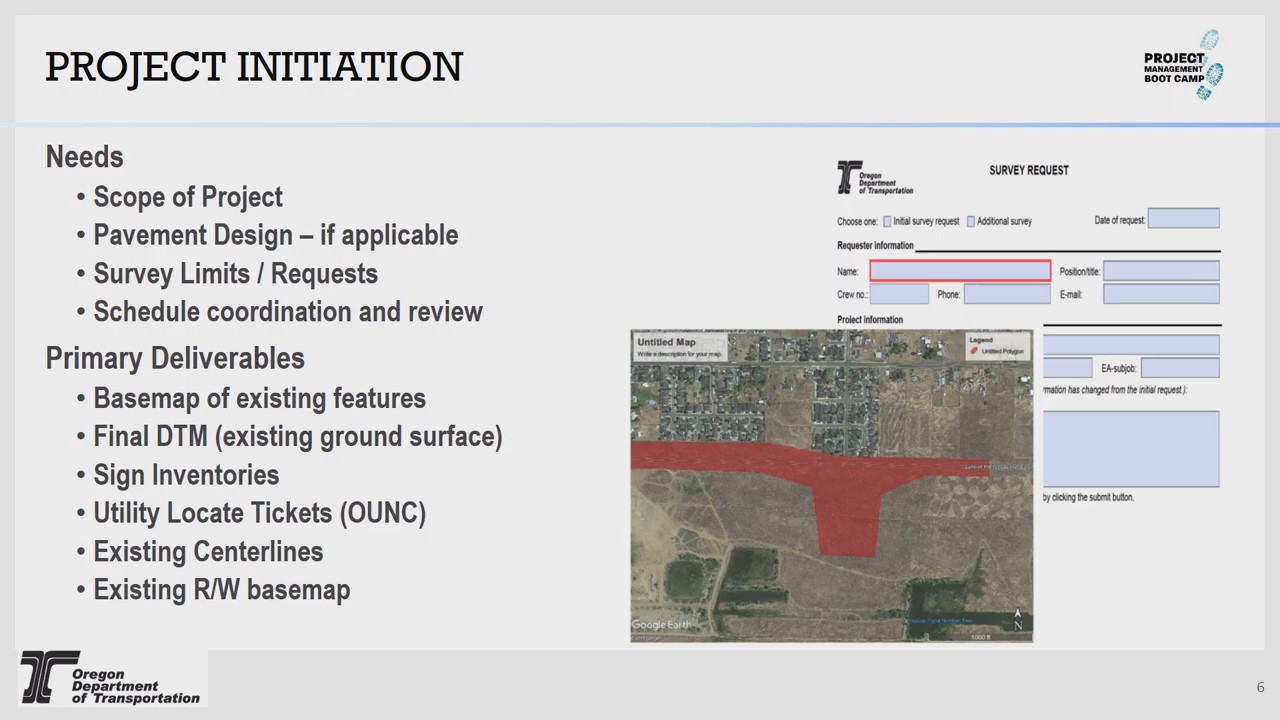 PROJECT INITIATION
PROJECT
MANAGEMENT
BOOT CAMP
Needs
• Scope of Project
• Pavement Design – if applicable
• Survey Limits / Requests
• Schedule coordination and review
Primary Deliverables
• Basemap of existing features
• Final DTM (existing ground surface)
• Sign Inventories
• Utility Locate Tickets (OUNC)
• Existing Centerlines
• Existing R/W basemap
Oregon
Department
of Transportation
SURVEY REQUEST
Choose one: Initial survey request Additional survey Date of request:
Requester information
Name: Position/title:
Crew no.: Phone: E-mail:
Project information
EA-subjob:
rmation has changed from the initial request.):
by clicking the submit button.
Untitled Map
Write a description for your map.
Legend
Untitled Polygon
Google Earth
N
1000 ft
Oregon
Department
of Transportation
6